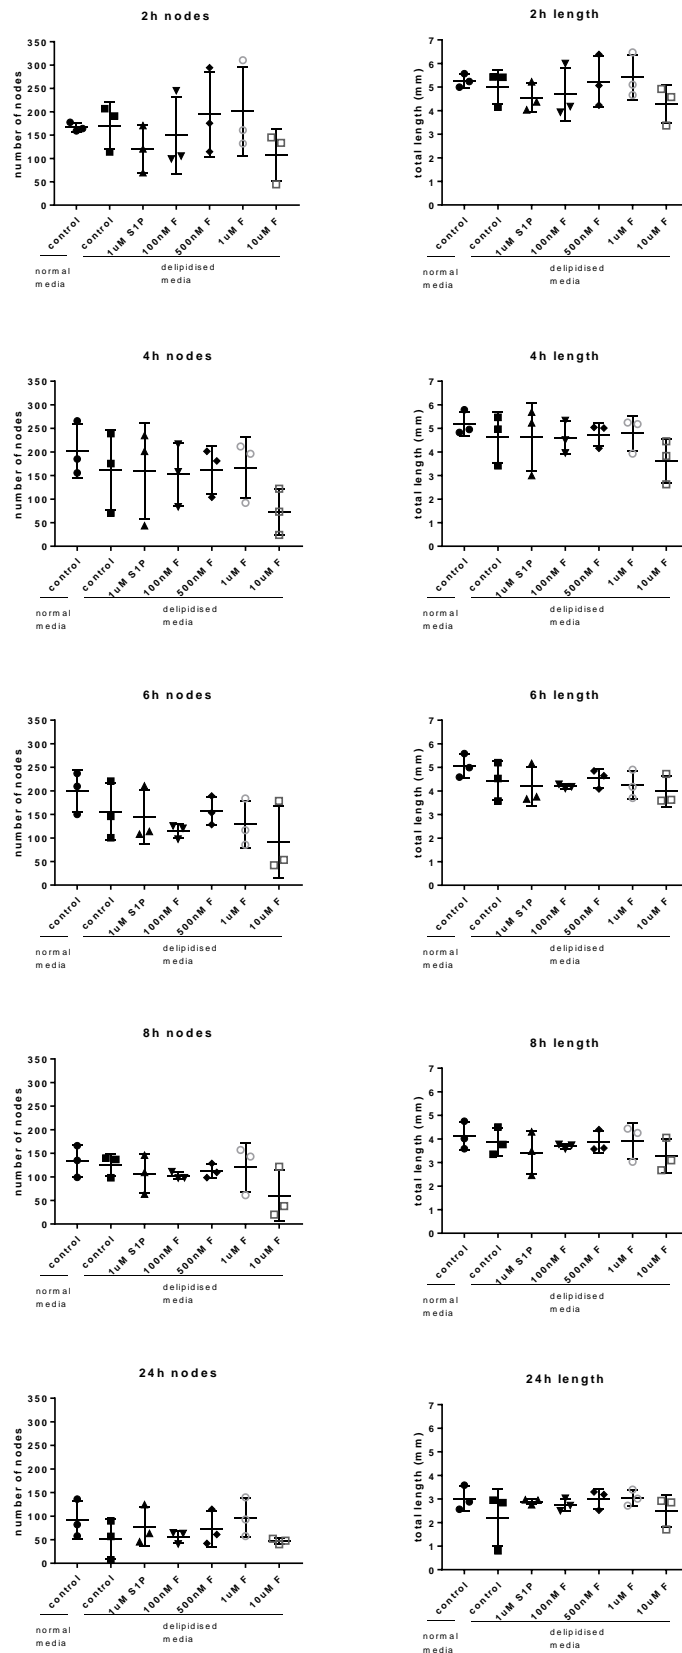 2h nodes
number of nodes
350
300
250
200
150
100
50
0
control
control
1uM S1P
100nM F
500nM F
1uM F
10uM F
normal
media
delipidised
media
2h length
total length (mm)
7
6
5
4
3
2
1
0
control
control
1uM S1P
100nM F
500nM F
1uM F
10uM F
normal
media
delipidised
media
4h nodes
number of nodes
350
300
250
200
150
100
50
0
control
control
1uM S1P
100nM F
500nM F
1uM F
10uM F
normal
media
delipidised
media
4h length
total length (mm)
7
6
5
4
3
2
1
0
control
control
1uM S1P
100nM F
500nM F
1uM F
10uM F
normal
media
delipidised
media
6h nodes
number of nodes
350
300
250
200
150
100
50
0
control
control
1uM S1P
100nM F
500nM F
1uM F
10uM F
normal
media
delipidised
media
6h length
total length (mm)
7
6
5
4
3
2
1
0
control
control
1uM S1P
100nM F
500nM F
1uM F
10uM F
normal
media
delipidised
media
8h nodes
number of nodes
350
300
250
200
150
100
50
0
control
control
1uM S1P
100nM F
500nM F
1uM F
10uM F
normal
media
delipidised
media
8h length
total length (mm)
7
6
5
4
3
2
1
0
control
control
1uM S1P
100nM F
500nM F
1uM F
10uM F
normal
media
delipidised
media
24h nodes
number of nodes
350
300
250
200
150
100
50
0
control
control
1uM S1P
100nM F
500nM F
1uM F
10uM F
normal
media
delipidised
media
24h length
total length (mm)
7
6
5
4
3
2
1
0
control
control
1uM S1P
100nM F
500nM F
1uM F
10uM F
normal
media
delipidised
media